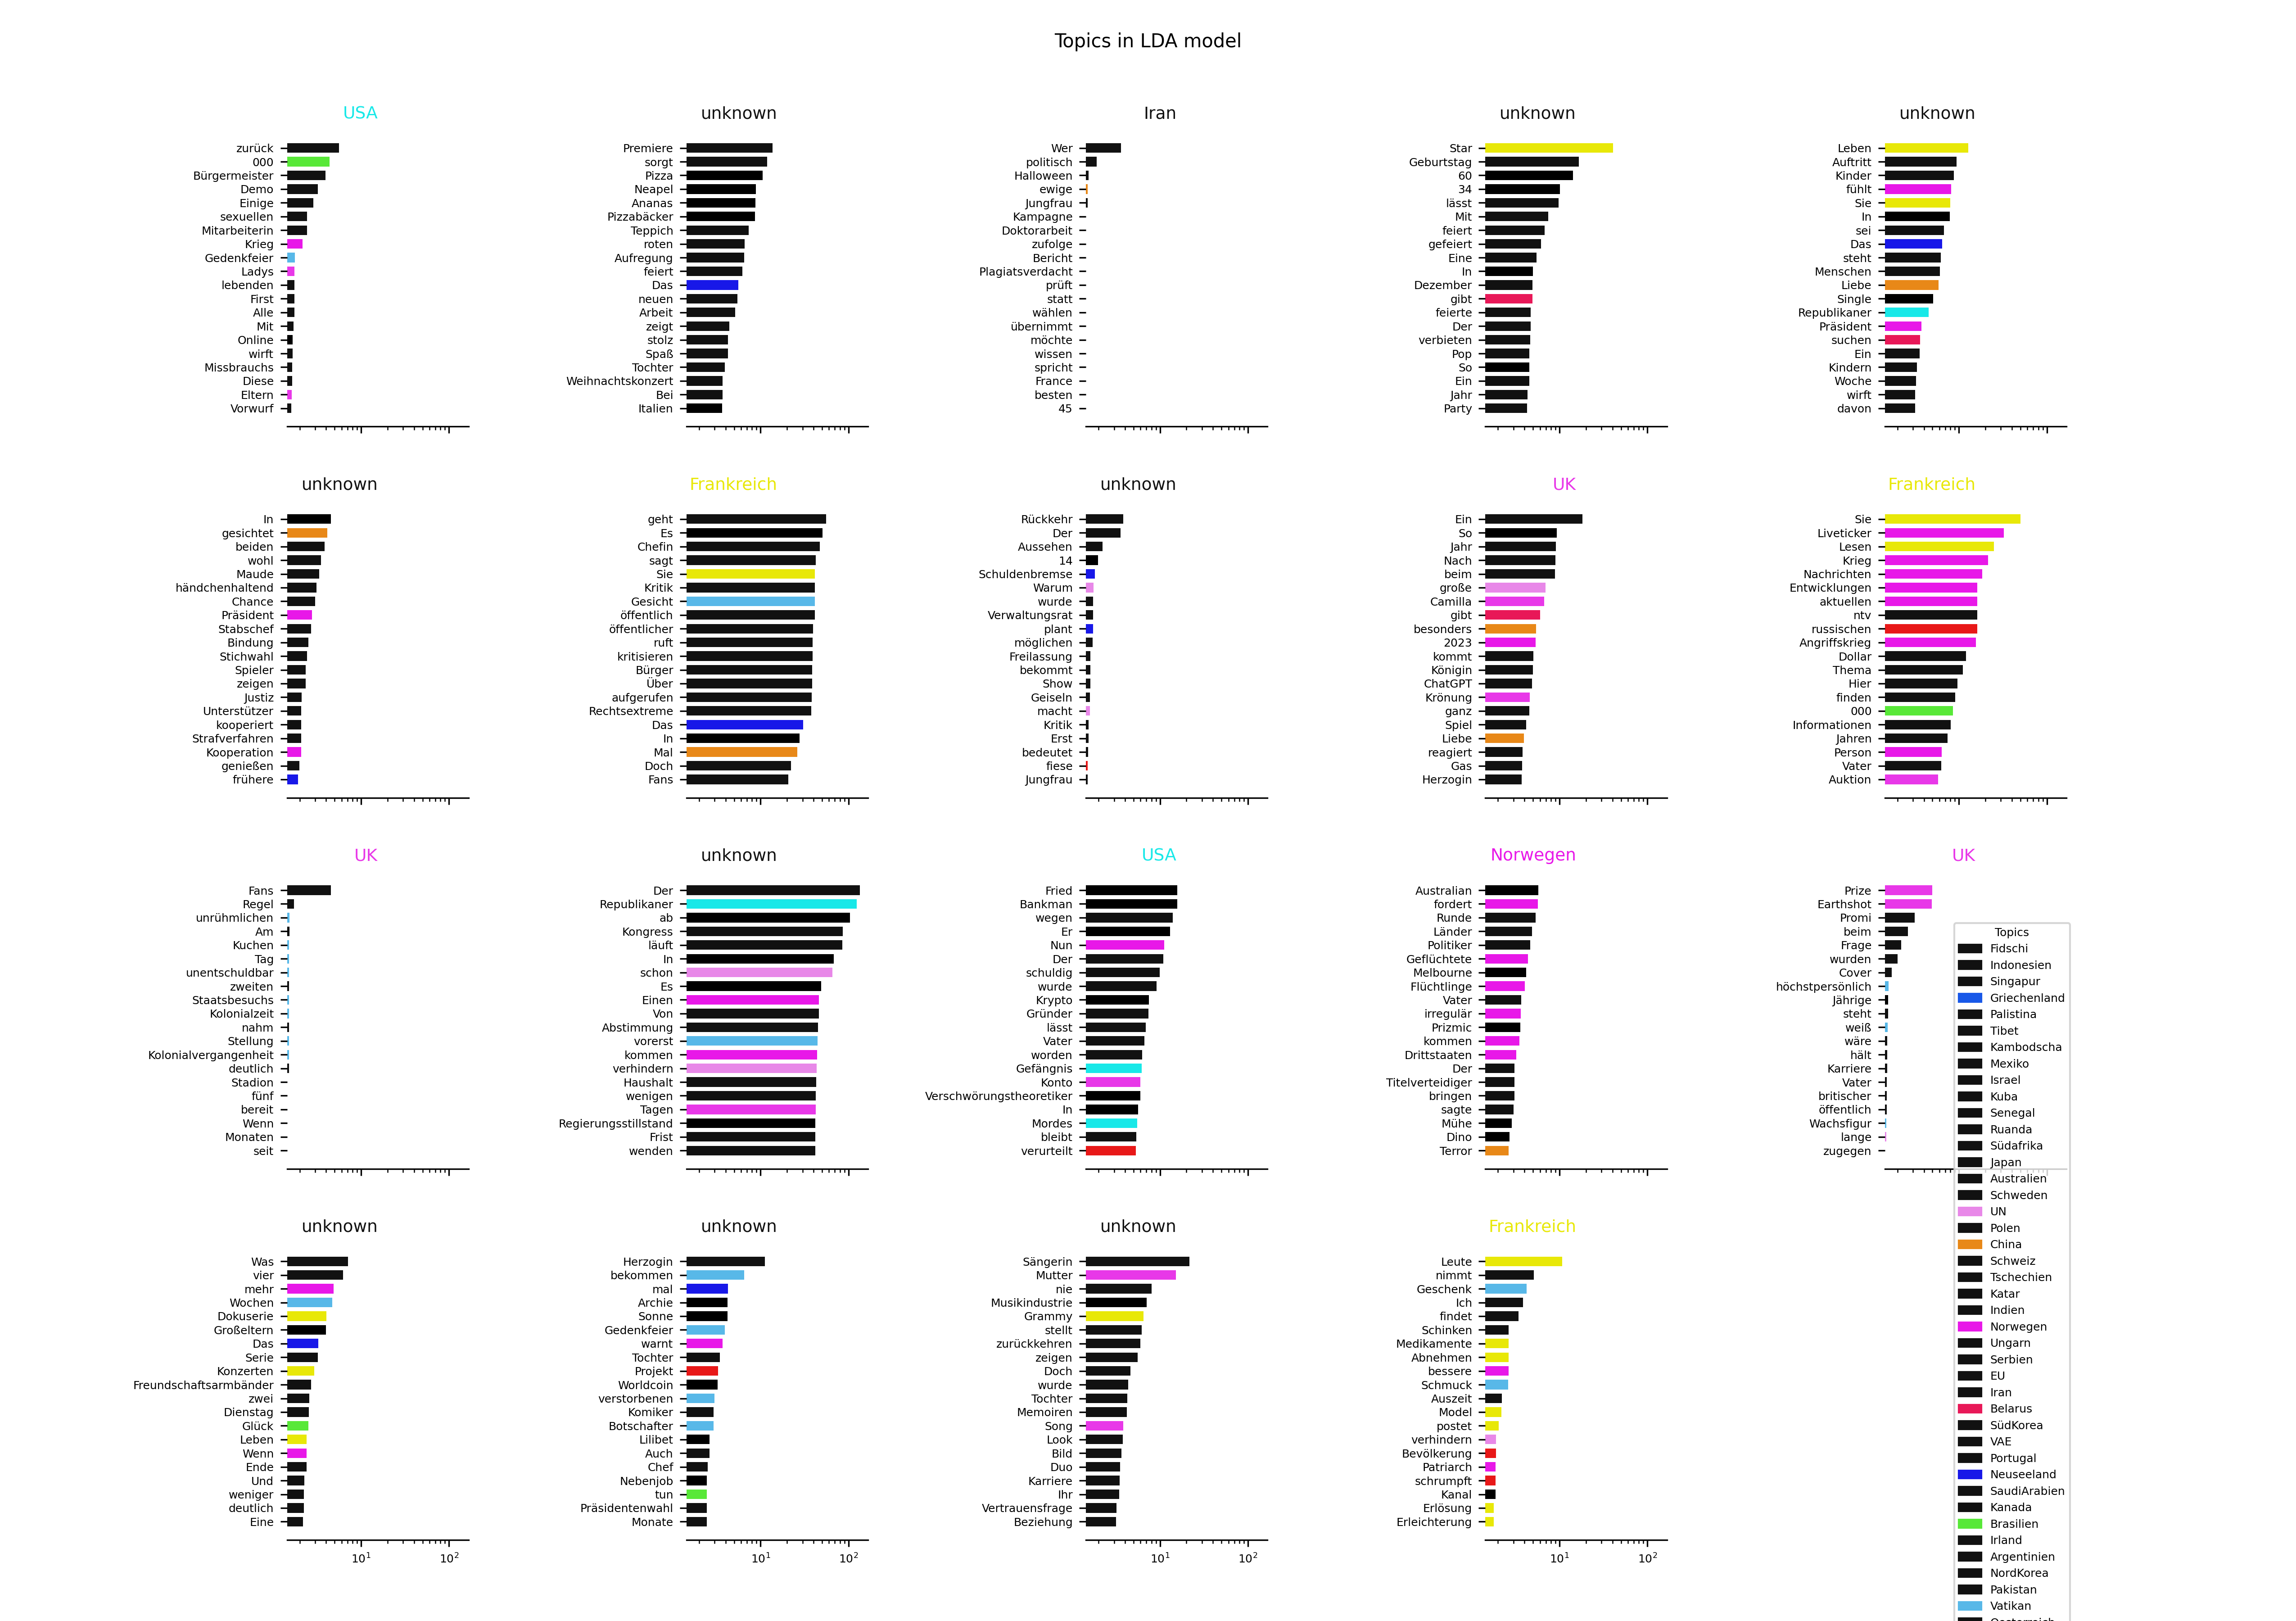 Topics in LDA model
USA
zurück
000
Bürgermeister
Demo
Einige
sexuellen
Mitarbeiterin
Krieg
Gedenkfeier
Ladys
lebenden
First
Alle
Mit
Online
wirft
Missbrauchs
Diese
Eltern
Vorwurf
unknown
Premiere
sorgt
Pizza
Neapel
Ananas
Pizzabäcker
Teppich
roten
Aufregung
feiert
Das
neuen
Arbeit
zeigt
stolz
Spaß
Tochter
Weihnachtskonzert
Bei
Italien
Iran
Wer
politisch
Halloween
ewige
Jungfrau
Kampagne
Doktorarbeit
zufolge
Bericht
Plagiatsverdacht
prüft
statt
wählen
übernimmt
möchte
wissen
spricht
France
besten
45
unknown
Star
Geburtstag
60
34
lässt
Mit
feiert
gefeiert
Eine
In
Dezember
gibt
feierte
Der
verbieten
Pop
So
Ein
Jahr
Party
unknown
Leben
Auftritt
Kinder
fühlt
Sie
In
sei
Das
steht
Menschen
Liebe
Single
Republikaner
Präsident
suchen
Ein
Kindern
Woche
wirft
davon
unknown
In
gesichtet
beiden
wohl
Maude
händchenhaltend
Chance
Präsident
Stabschef
Bindung
Stichwahl
Spieler
zeigen
Justiz
Unterstützer
kooperiert
Strafverfahren
Kooperation
genießen
frühere
Frankreich
geht
Es
Chefin
sagt
Sie
Kritik
Gesicht
öffentlich
öffentlicher
ruft
kritisieren
Bürger
Über
aufgerufen
Rechtsextreme
Das
In
Mal
Doch
Fans
unknown
Rückkehr
Der
Aussehen
14
Schuldenbremse
Warum
wurde
Verwaltungsrat
plant
möglichen
Freilassung
bekommt
Show
Geiseln
macht
Kritik
Erst
bedeutet
fiese
Jungfrau
UK
Ein
So
Jahr
Nach
beim
große
Camilla
gibt
besonders
2023
kommt
Königin
ChatGPT
Krönung
ganz
Spiel
Liebe
reagiert
Gas
Herzogin
Frankreich
Sie
Liveticker
Lesen
Krieg
Nachrichten
Entwicklungen
aktuellen
ntv
russischen
Angriffskrieg
Dollar
Thema
Hier
finden
000
Informationen
Jahren
Person
Vater
Auktion
UK
Fans
Regel
unrühmlichen
Am
Kuchen
Tag
unentschuldbar
zweiten
Staatsbesuchs
Kolonialzeit
nahm
Stellung
Kolonialvergangenheit
deutlich
Stadion
fünf
bereit
Wenn
Monaten
seit
unknown
Der
Republikaner
ab
Kongress
läuft
In
schon
Es
Einen
Von
Abstimmung
vorerst
kommen
verhindern
Haushalt
wenigen
Tagen
Regierungsstillstand
Frist
wenden
USA
Fried
Bankman
wegen
Er
Nun
Der
schuldig
wurde
Krypto
Gründer
lässt
Vater
worden
Gefängnis
Konto
Verschwörungstheoretiker
In
Mordes
bleibt
verurteilt
Norwegen
Australian
fordert
Runde
Länder
Politiker
Geflüchtete
Melbourne
Flüchtlinge
Vater
irregulär
Prizmic
kommen
Drittstaaten
Der
Titelverteidiger
bringen
sagte
Mühe
Dino
Terror
UK
Prize
Earthshot
Promi
beim
Frage
wurden
Cover
höchstpersönlich
Jährige
steht
weiß
wäre
hält
Karriere
Vater
britischer
öffentlich
Wachsfigur
lange
zugegen
unknown
Was
vier
mehr
Wochen
Dokuserie
Großeltern
Das
Serie
Konzerten
Freundschaftsarmbänder
zwei
Dienstag
Glück
Leben
Wenn
Ende
Und
weniger
deutlich
Eine
10¹ 10²
unknown
Herzogin
bekommen
mal
Archie
Sonne
Gedenkfeier
warnt
Tochter
Projekt
Worldcoin
verstorbenen
Komiker
Botschafter
Lilibet
Auch
Chef
Nebenjob
tun
Präsidentenwahl
Monate
10¹ 10²
unknown
Sängerin
Mutter
nie
Musikindustrie
Grammy
stellt
zurückkehren
zeigen
Doch
wurde
Tochter
Memoiren
Song
Look
Bild
Duo
Karriere
Ihr
Vertrauensfrage
Beziehung
10¹ 10²
Frankreich
Leute
nimmt
Geschenk
Ich
findet
Schinken
Medikamente
Abnehmen
bessere
Schmuck
Auszeit
Model
postet
verhindern
Bevölkerung
Patriarch
schrumpft
Kanal
Erlösung
Erleichterung
10¹ 10²
Topics
Fidschi
Indonesien
Singapur
Griechenland
Palistina
Tibet
Kambodscha
Mexiko
Israel
Kuba
Senegal
Ruanda
Südafrika
Japan
Australien
Schweden
UN
Polen
China
Schweiz
Tschechien
Katar
Indien
Norwegen
Ungarn
Serbien
EU
Iran
Belarus
SüdKorea
VAE
Portugal
Neuseeland
SaudiArabien
Kanada
Brasilien
Irland
Argentinien
NordKorea
Pakistan
Vatikan